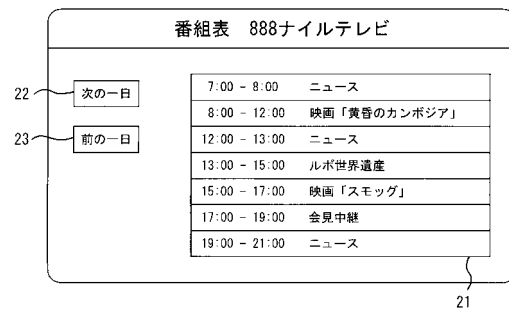 番組表 888ナイルテレビ
22 次の一日
23 前の一日
7:00 - 8:00 ニュース
8:00 - 12:00 映画「黄昏のカンボジア」
12:00 - 13:00 ニュース
13:00 - 15:00 ルポ世界遺産
15:00 - 17:00 映画「スモッグ」
17:00 - 19:00 会見中継
19:00 - 21:00 ニュース
21